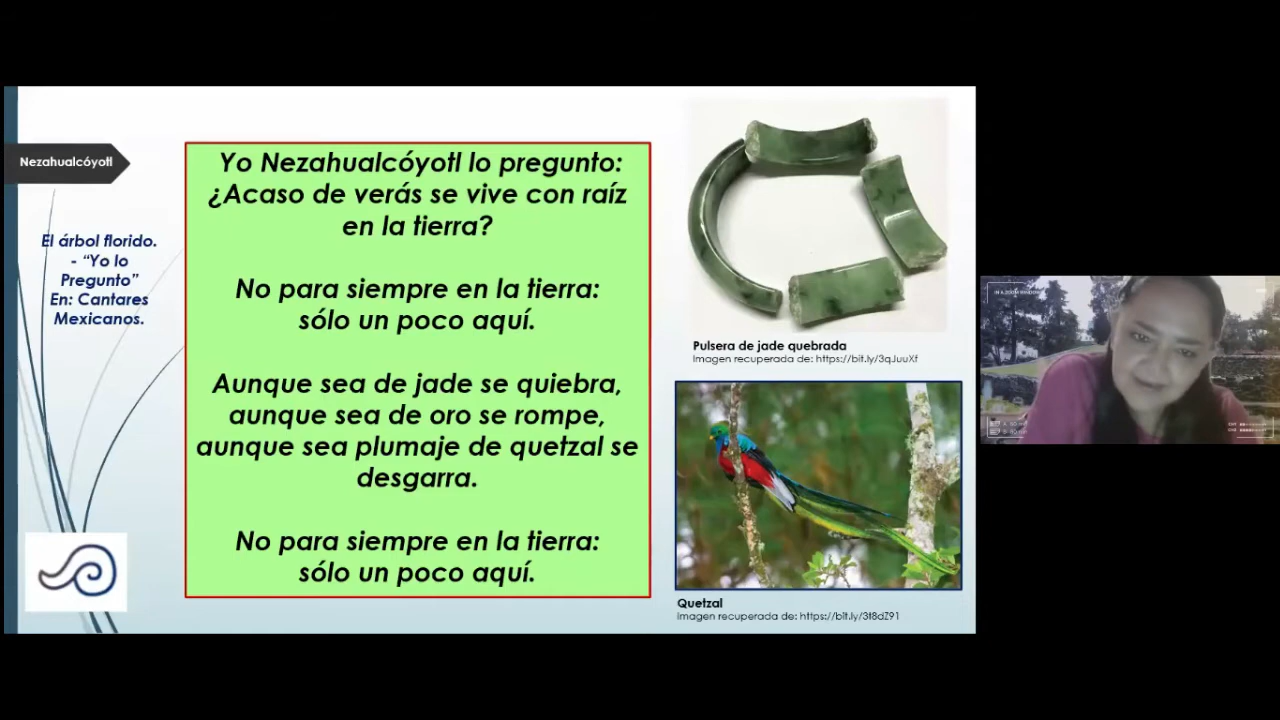 Nezahualcóyotl
El árbol florido.
- “Yo lo
Pregunto”
En: Cantares
Mexicanos.
Yo Nezahualcóyotl lo pregunto:
¿Acaso de verás se vive con raíz
en la tierra?
No para siempre en la tierra:
sólo un poco aquí.
Aunque sea de jade se quiebra,
aunque sea de oro se rompe,
aunque sea plumaje de quetzal se
desgarra.
No para siempre en la tierra:
sólo un poco aquí.
Pulsera de jade quebrada
Imagen recuperada de: https://bit.ly/3qJuuXf
Quetzal
Imagen recuperada de: https://bit.ly/3t8dZ91